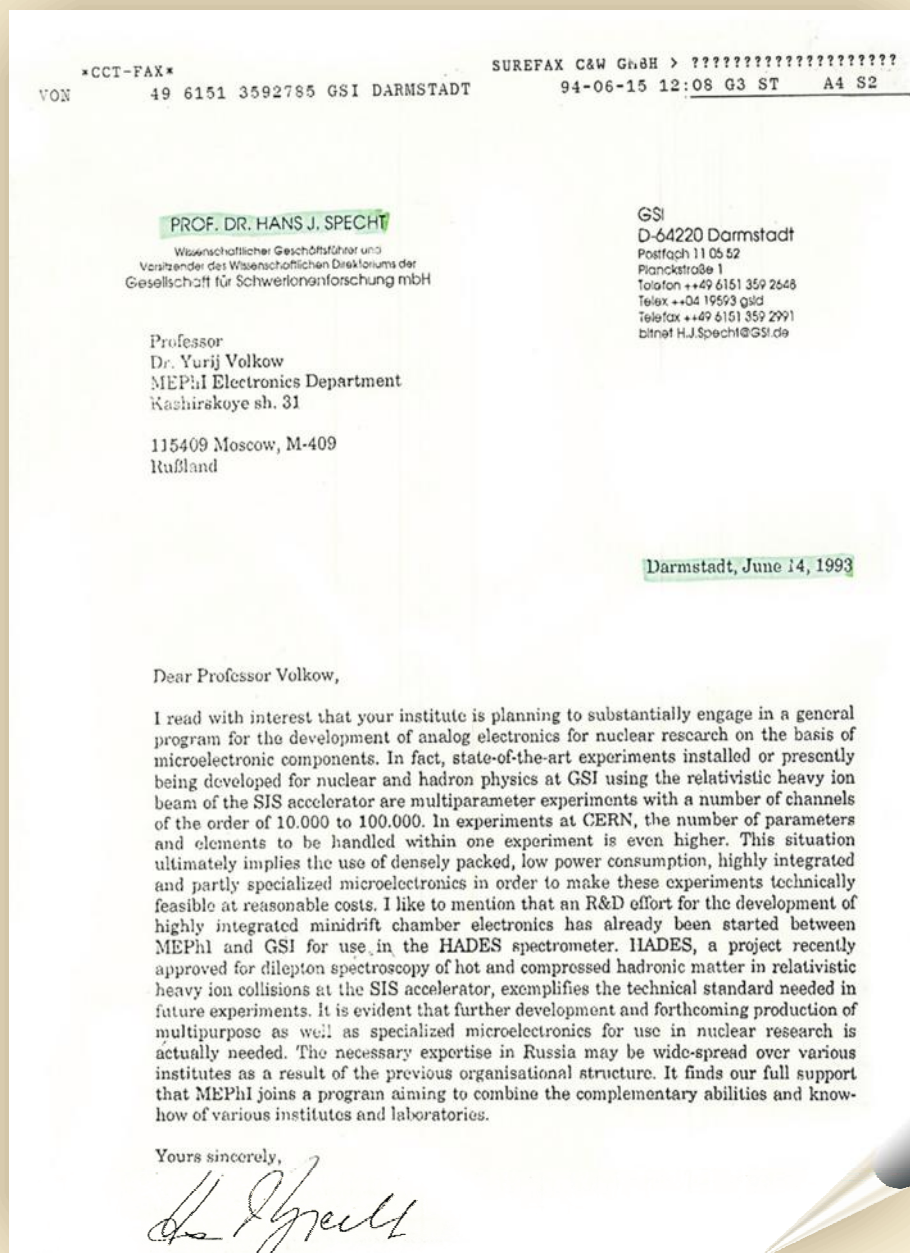 *CCT-FAX*
SUREFAX C&W GmBH > ????????????????????
VON 49 6151 3592785 GSI DARMSTADT
94-06-15 12:08 G3 ST A4 S2
PROF. DR. HANS J. SPECHT
Wissenschaftlicher Geschäftsführer und
Vorsitzender des Wissenschaftlichen Direktoriums der
Gesellschaft für Schwerionenforschung mbH
GSI
D-64220 Darmstadt
Postfach 11 05 52
Planckstraße 1
Telefon ++49 6151 359 2648
Telex ++04 19593 gsid
Telefax ++49 6151 359 2991
bitnet H.J.Specht@GSI.de
Professor
Dr. Yurij Volkow
MEPhI Electronics Department
Kashirskoye sh. 31
115409 Moscow, M-409
Rußland
Darmstadt, June 14, 1993
Dear Professor Volkow,
I read with interest that your institute is planning to substantially engage in a general
program for the development of analog electronics for nuclear research on the basis of
microelectronic components. In fact, state-of-the-art experiments installed or presently
being developed for nuclear and hadron physics at GSI using the relativistic heavy ion
beam of the SIS accelerator are multiparameter experiments with a number of channels
of the order of 10.000 to 100.000. In experiments at CERN, the number of parameters
and elements to be handled within one experiment is even higher. This situation
ultimately implies the use of densely packed, low power consumption, highly integrated
and partly specialized microelectronics in order to make these experiments technically
feasible at reasonable costs. I like to mention that an R&D effort for the development of
highly integrated minidrift chamber electronics has already been started between
MEPhI and GSI for use in the HADES spectrometer. HADES, a project recently
approved for dilepton spectroscopy of hot and compressed hadronic matter in relativistic
heavy ion collisions at the SIS accelerator, exemplifies the technical standard needed in
future experiments. It is evident that further development and forthcoming production of
multipurpose as well as specialized microelectronics for use in nuclear research is
actually needed. The necessary expertise in Russia may be wide-spread over various
institutes as a result of the previous organisational structure. It finds our full support
that MEPhI joins a program aiming to combine the complementary abilities and know-
how of various institutes and laboratories.
Yours sincerely,